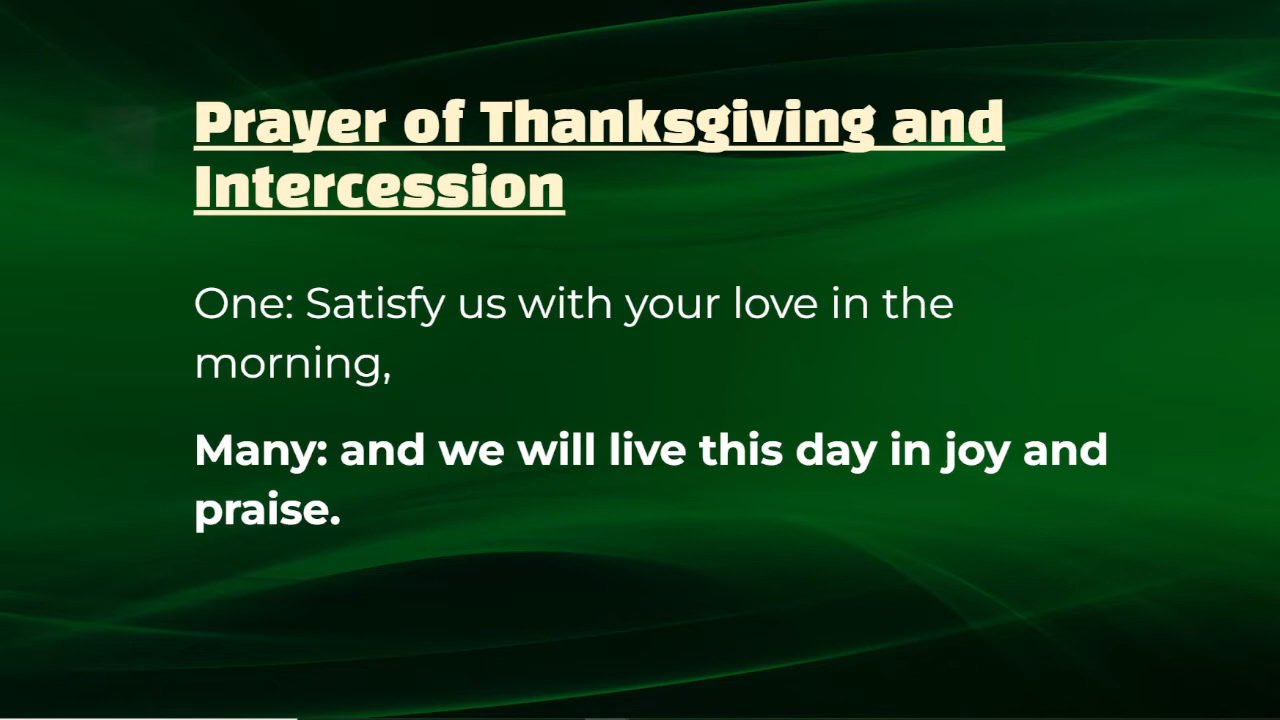 Prayer of Thanksgiving and
Intercession
One: Satisfy us with your love in the
morning,
Many: and we will live this day in joy and
praise.